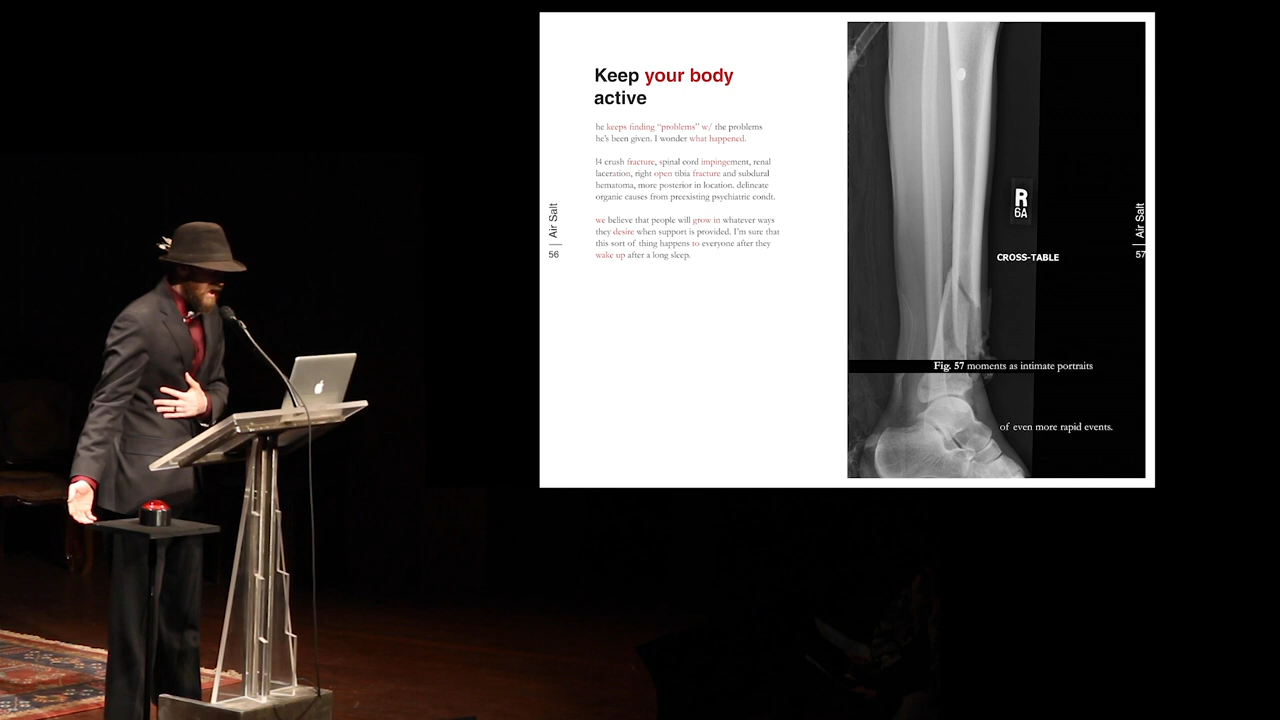 Keep your body
active
he keeps finding “problems” w/ the problems
he's been given. I wonder what happened.
l4 crush fracture, spinal cord impingement, renal
laceration, right open tibia fracture and subdural
hematoma, more posterior in location. delineate
organic causes from preexisting psychiatric condt.
we believe that people will grow in whatever ways
they desire when support is provided. I'm sure that
this sort of thing happens to everyone after they
wake up after a long sleep.
56 | Air Salt
R
6A
CROSS-TABLE
57 | Air Salt
Fig. 57 moments as intimate portraits
of even more rapid events.